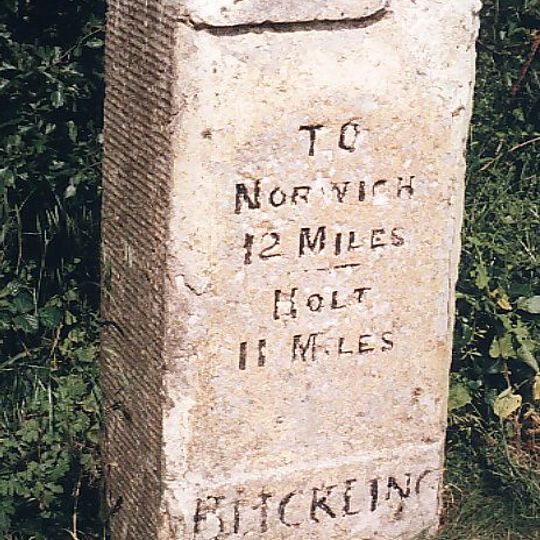 TO
NORWICH
12 MILES
HOLT
11 MILES
BLICKLING